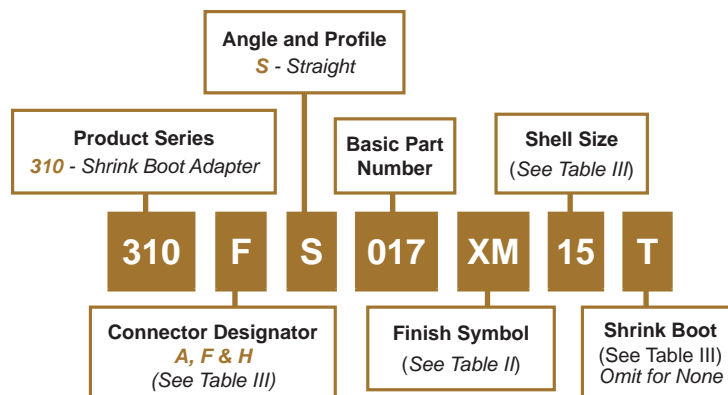 Angle and Profile
S - Straight
Product Series
310 - Shrink Boot Adapter
Basic Part
Number
Shell Size
(See Table III)
310 F S 017 XM 15 T
Connector Designator
A, F & H
(See Table III)
Finish Symbol
(See Table II)
Shrink Boot
(See Table III)
Omit for None